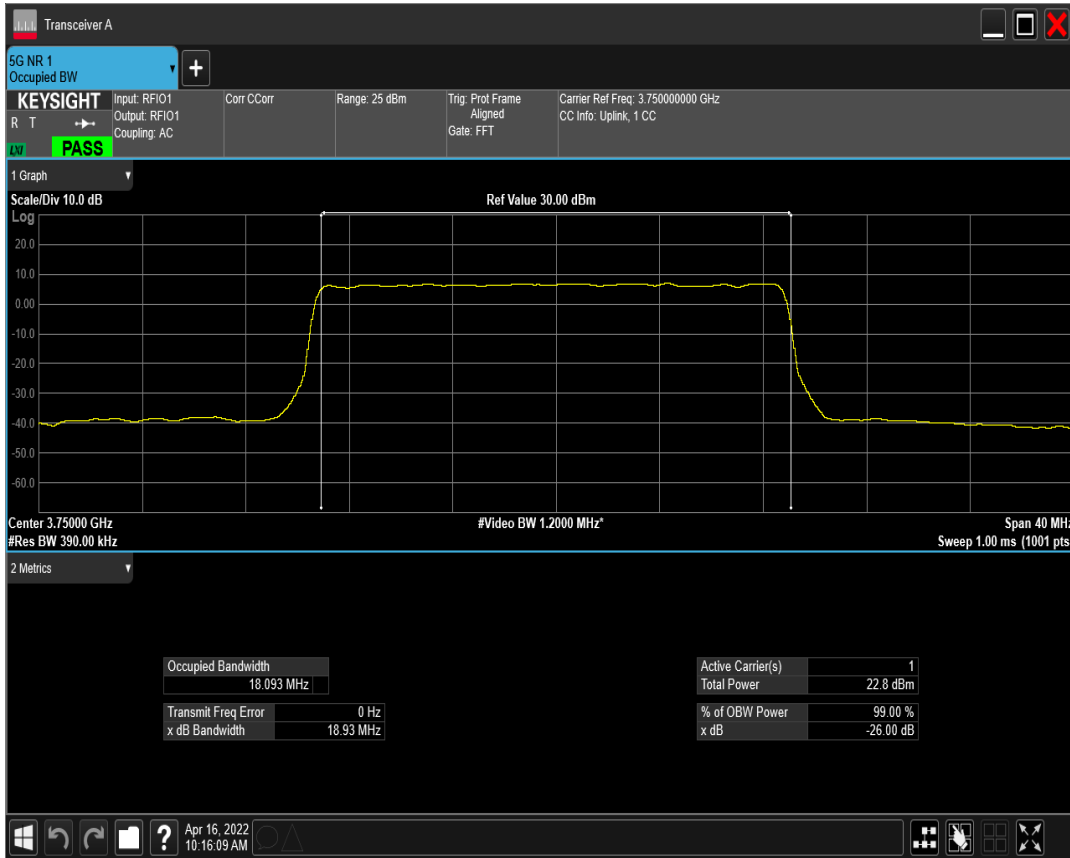 Transceiver A
5G NR 1
Occupied BW
KEYSIGHT
R T
LXI
PASS
Input: RFIO1
Output: RFIO1
Coupling: AC
Corr CCorr
Range: 25 dBm
Trig: Prot Frame
Aligned
Gate: FFT
Carrier Ref Freq: 3.750000000 GHz
CC Info: Uplink, 1 CC
1 Graph
Scale/Div 10.0 dB
Ref Value 30.00 dBm
Log
20.0
10.0
0.00
-10.0
-20.0
-30.0
-40.0
-50.0
-60.0
Center 3.75000 GHz
#Video BW 1.2000 MHz*
Span 40 MHz
#Res BW 390.00 kHz
Sweep 1.00 ms (1001 pts
2 Metrics
Occupied Bandwidth
18.093 MHz
Transmit Freq Error 0 Hz
x dB Bandwidth 18.93 MHz
Active Carrier(s) 1
Total Power 22.8 dBm
% of OBW Power 99.00 %
x dB -26.00 dB
?
Apr 16, 2022
10:16:09 AM